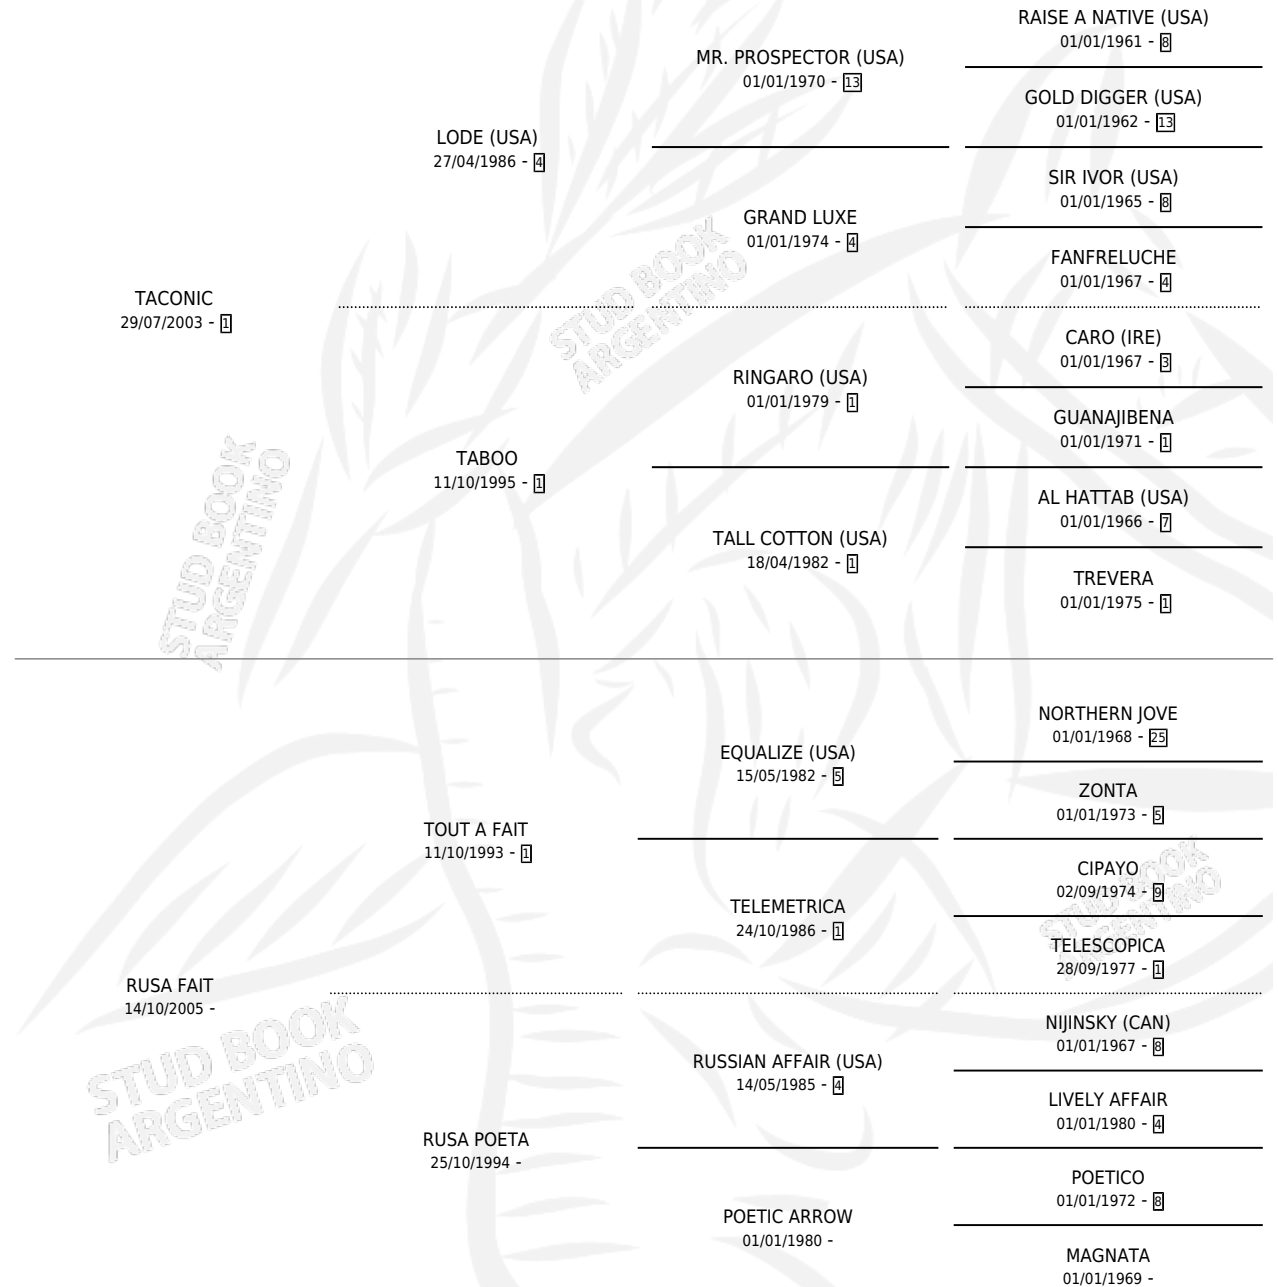 RAISE A NATIVE (USA)
01/01/1961 - 8
MR. PROSPECTOR (USA)
01/01/1970 - 13
GOLD DIGGER (USA)
01/01/1962 - 13
LODE (USA)
27/04/1986 - 4
SIR IVOR (USA)
01/01/1965 - 8
GRAND LUXE
01/01/1974 - 4
FANFRELUCHE
01/01/1967 - 4
TACONIC
29/07/2003 - 1
CARO (IRE)
01/01/1967 - 3
RINGARO (USA)
01/01/1979 - 1
GUANAJIBENA
01/01/1971 - 1
TABOO
11/10/1995 - 1
AL HATTAB (USA)
01/01/1966 - 7
TALL COTTON (USA)
18/04/1982 - 1
TREVERA
01/01/1975 - 1
NORTHERN JOVE
01/01/1968 - 25
EQUALIZE (USA)
15/05/1982 - 5
ZONTA
01/01/1973 - 5
TOUT A FAIT
11/10/1993 - 1
CIPAYO
02/09/1974 - 9
TELEMETRICA
24/10/1986 - 1
TELESCOPICA
28/09/1977 - 1
RUSA FAIT
14/10/2005 -
NIJINSKY (CAN)
01/01/1967 - 8
RUSSIAN AFFAIR (USA)
14/05/1985 - 4
LIVELY AFFAIR
01/01/1980 - 4
RUSA POETA
25/10/1994 -
POETICO
01/01/1972 - 8
POETIC ARROW
01/01/1980 -
MAGNATA
01/01/1969 -
STUD BOOK
ARGENTINO
STUD BOOK
ARGENTINO
STUD BOOK
ARGENTINO
STUD BOOK
ARGENTINO